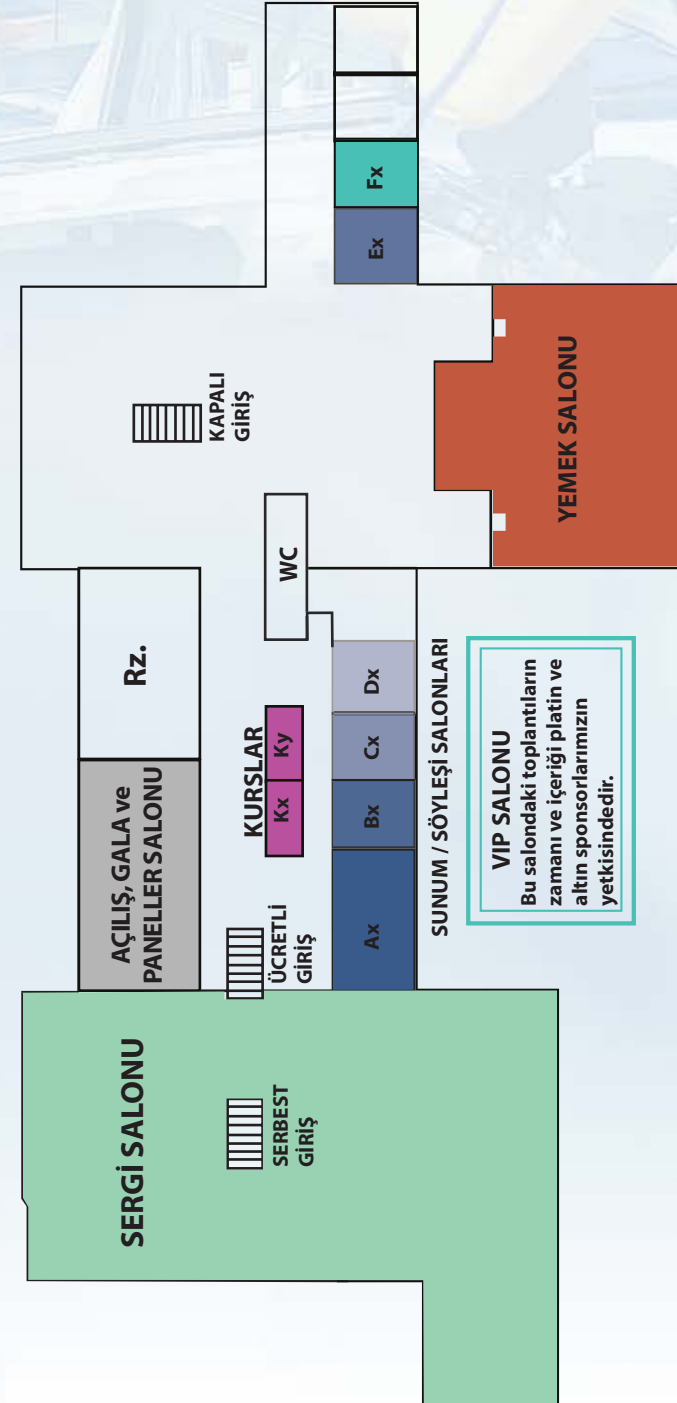 SERGİ SALONU
SERBEST
GİRİŞ
AÇILIŞ, GALA ve
PANELLER SALONU
Rz.
ÜCRETLİ
GİRİŞ
KURSLAR
Kx
Ky
WC
KAPALI
GİRİŞ
Ax
Bx
Cx
Dx
Ex
Fx
SUNUM / SÖYLEŞİ SALONLARI
VIP SALONU
Bu salondaki toplantıların
zamanı ve içeriği platin ve
altın sponsorlarımızın
yetkisindedir.
YEMEK SALONU